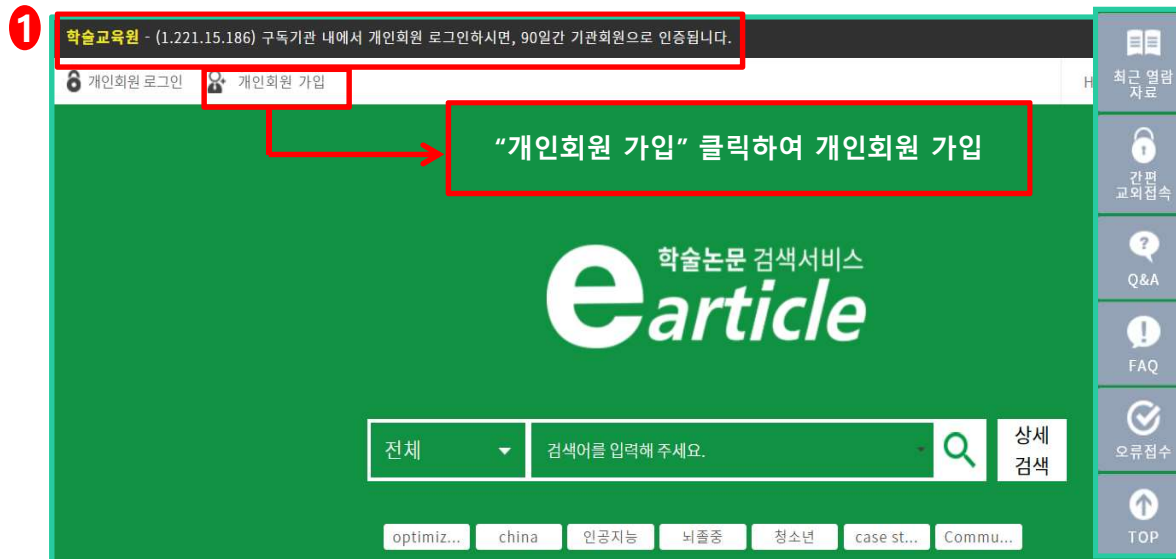 1
학술교육원 - (1.221.15.186) 구독기관 내에서 개인회원 로그인하시면, 90일간 기관회원으로 인증됩니다.
개인회원 로그인 개인회원 가입 H
“개인회원 가입” 클릭하여 개인회원 가입
학술논문 검색서비스
earticle
전체 검색어를 입력해 주세요. 상세
검색
optimiz... china 인공지능 뇌졸중 청소년 case st... Commu...
최근 열람
자료
간편
교외접속
Q&A
FAQ
오류접수
TOP